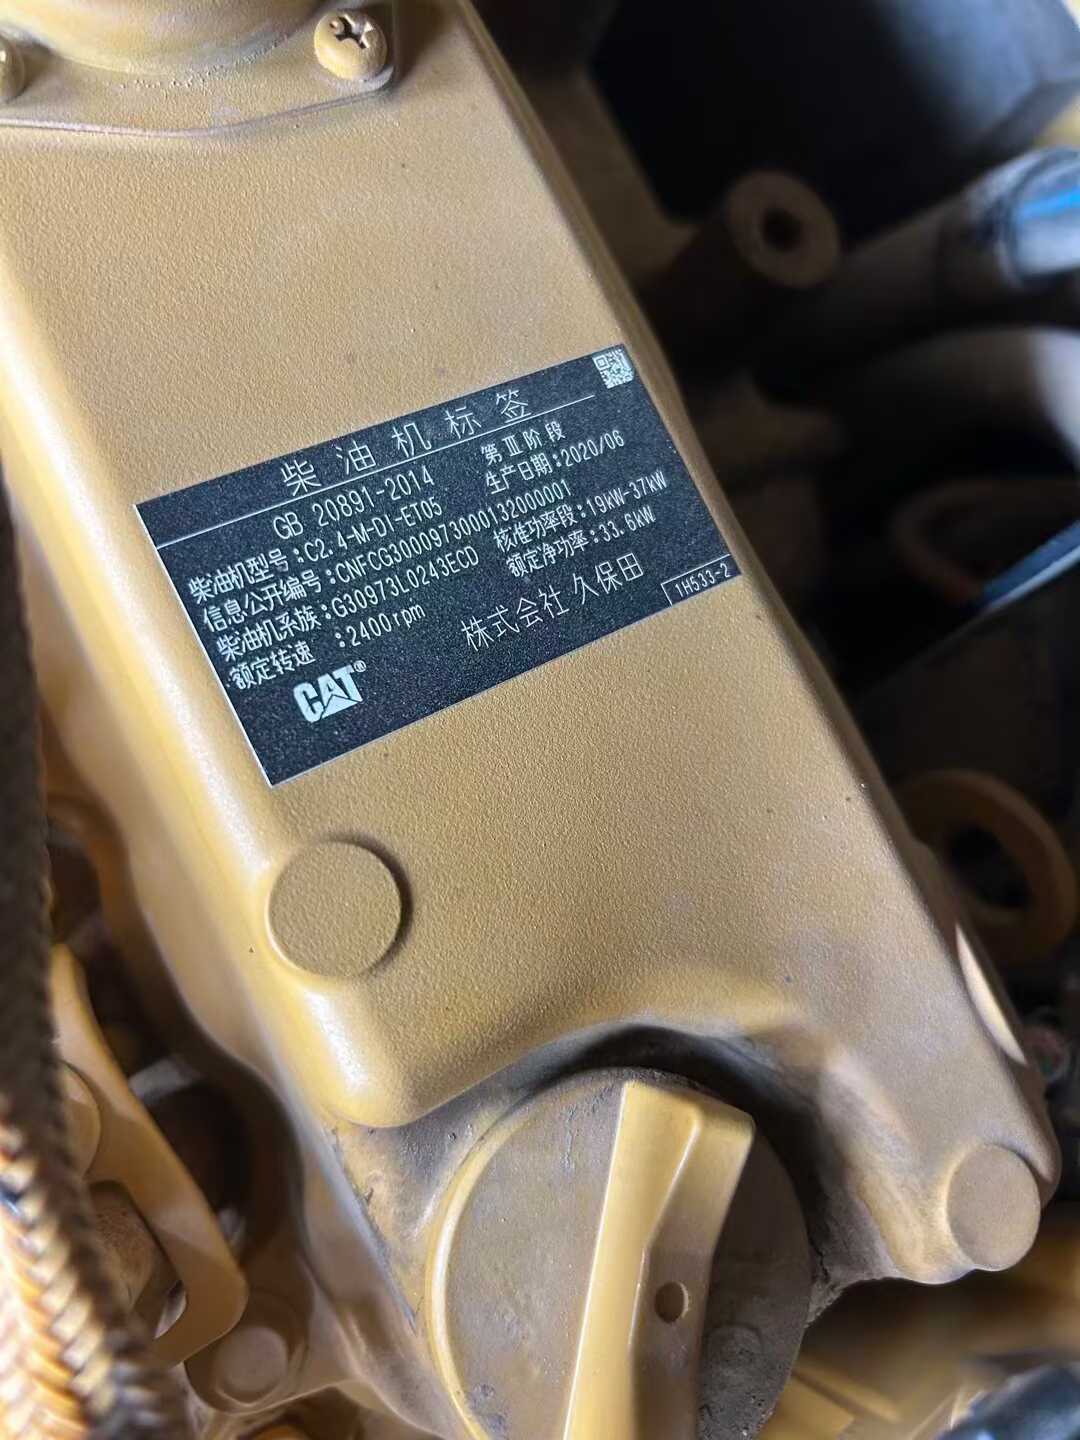 柴油机标签
GB 20891-2014 第Ⅲ阶段
柴油机型号:C2.4-M-DI-ET05 生产日期:2020/06
信息公开编号:CNFCG3000973000132000001
柴油机系族:G30973L0243ECD 核准功率段:19kW-37kW
额定转速:2400rpm 额定净功率:33.6kW
CAT® 株式会社 久保田
1H533-2